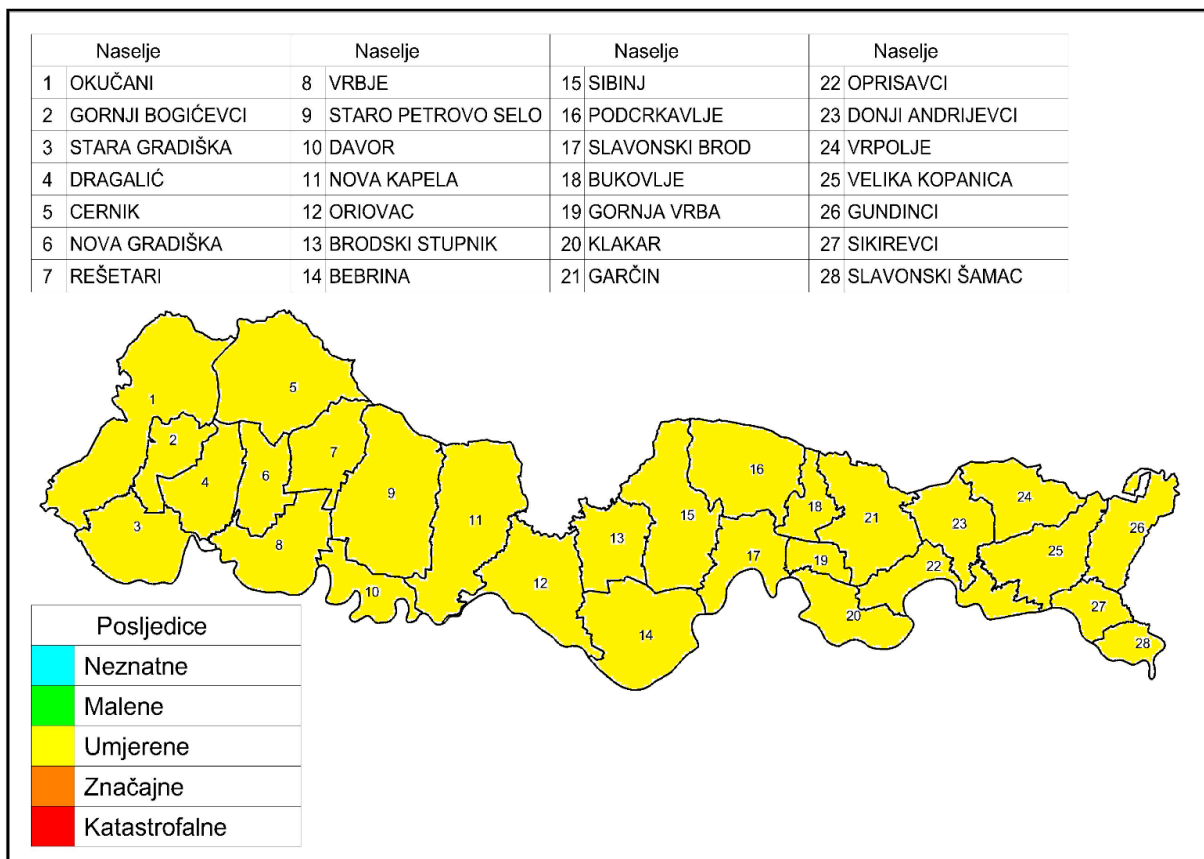 Naselje Naselje Naselje Naselje
1 OKUČANI 8 VRBJE 15 SIBINJ 22 OPRISAVCI
2 GORNJI BOGIĆEVCI 9 STARO PETROVO SELO 16 PODCRKAVLJE 23 DONJI ANDRIJEVCI
3 STARA GRADIŠKA 10 DAVOR 17 SLAVONSKI BROD 24 VRPOLJE
4 DRAGALIĆ 11 NOVA KAPELA 18 BUKOVLJE 25 VELIKA KOPANICA
5 CERNIK 12 ORIOVAC 19 GORNJA VRBA 26 GUNDINCI
6 NOVA GRADIŠKA 13 BRODSKI STUPNIK 20 KLAKAR 27 SIKIREVCI
7 REŠETARI 14 BEBRINA 21 GARČIN 28 SLAVONSKI ŠAMAC
5
1
2
7
6
4
9
3
8
11
10
12
13
15
16
14
17
18
19
21
20
22
23
24
25
26
27
28
Posljedice
Neznatne
Malene
Umjerene
Značajne
Katastrofalne